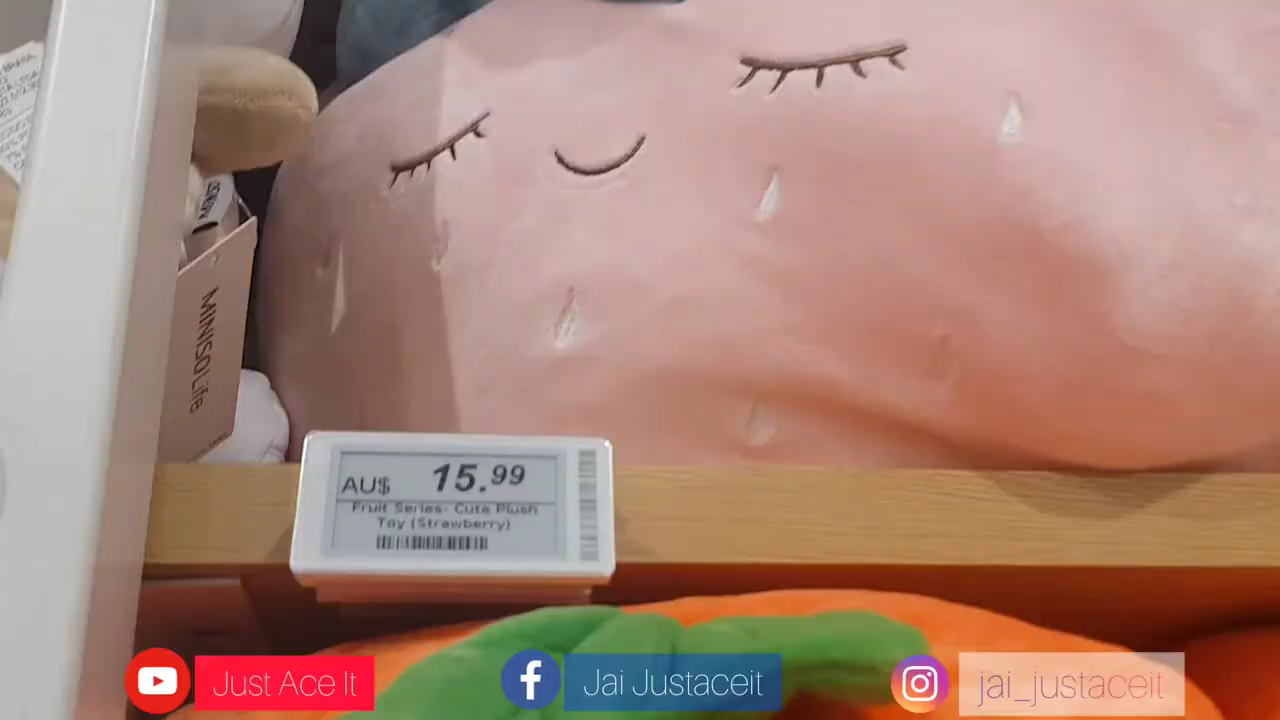 MINISO Life
AU$ 15.99
Fruit Series- Cute Plush
Toy (Strawberry)
Just Ace It
Jai Justaceit
jai_justaceit